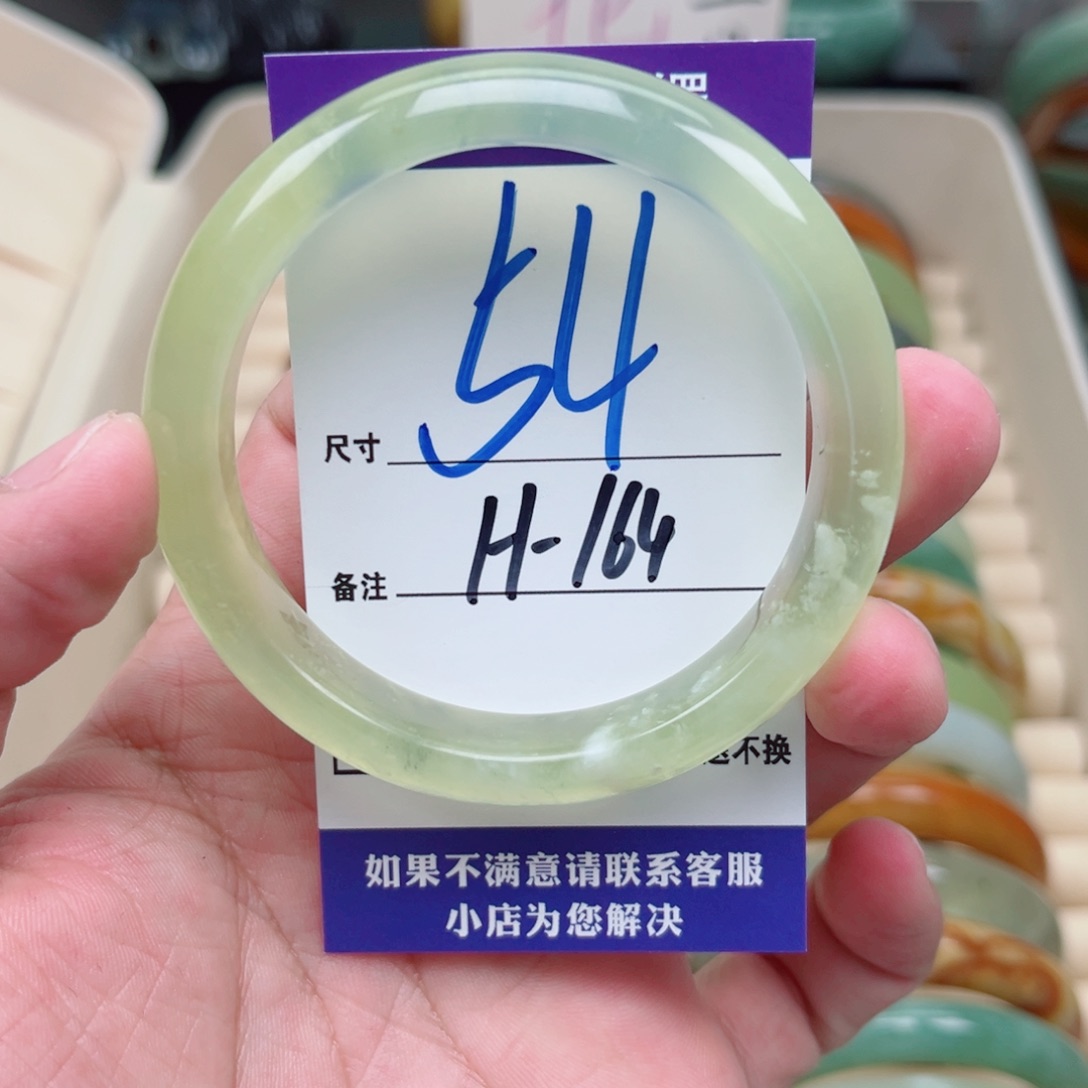 54
尺寸
H-164
备注
不换
如果不满意请联系客服
小店为您解决